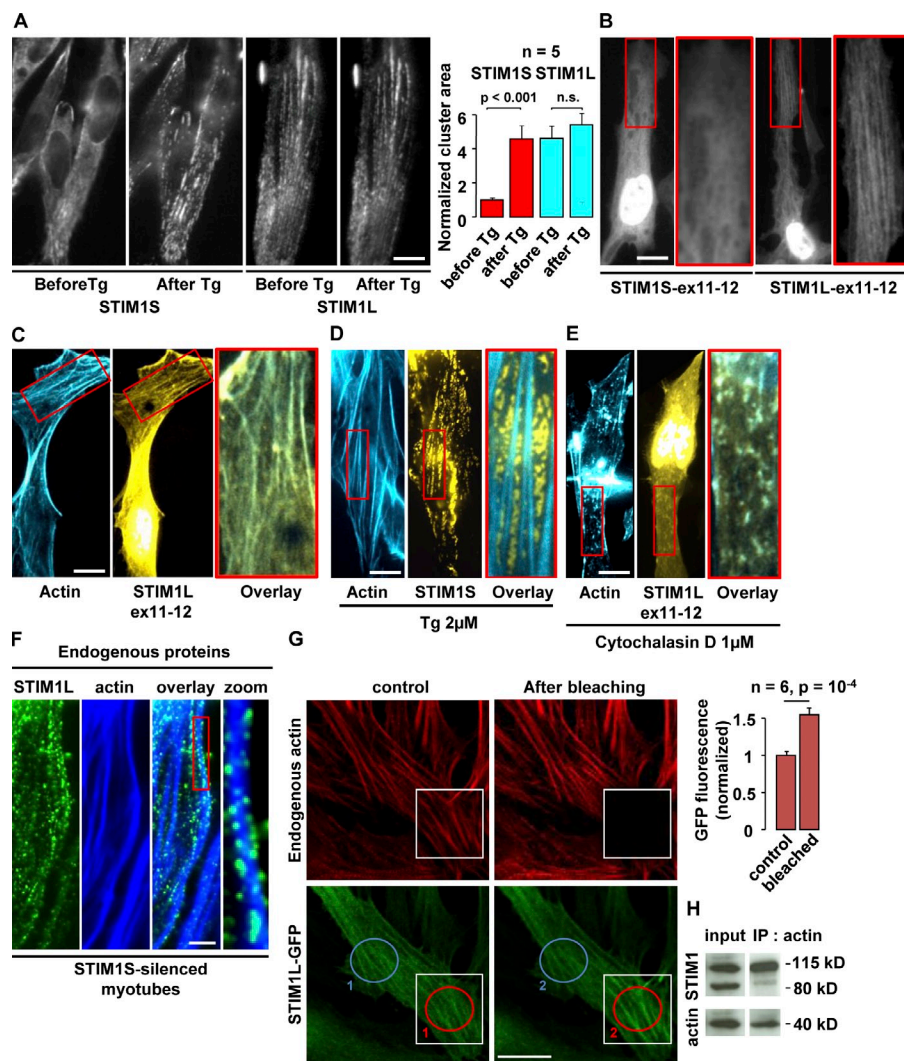 A
BeforeTg After Tg
STIM1S
Before Tg After Tg
STIM1L
n = 5
STIM1S STIM1L
p < 0.001
n.s.
Normalized cluster area
6
4
2
0
before Tg
after Tg
before Tg
after Tg
B
STIM1S-ex11-12 STIM1L-ex11-12
C
Actin STIM1L Overlay
ex11-12
D
Actin STIM1S Overlay
Tg 2µM
E
Actin STIM1L Overlay
ex11-12
Cytochalasin D 1µM
F
Endogenous proteins
STIM1L actin overlay zoom
STIM1S-silenced
myotubes
G
control After bleaching
Endogenous actin
STIM1L-GFP
1
1
2
2
n = 6, p = 10⁻⁴
GFP fluorescence
(normalized)
1.5
1
0.5
0
control
bleached
H
input IP : actin
STIM1
-115 kD
-80 kD
actin
-40 kD